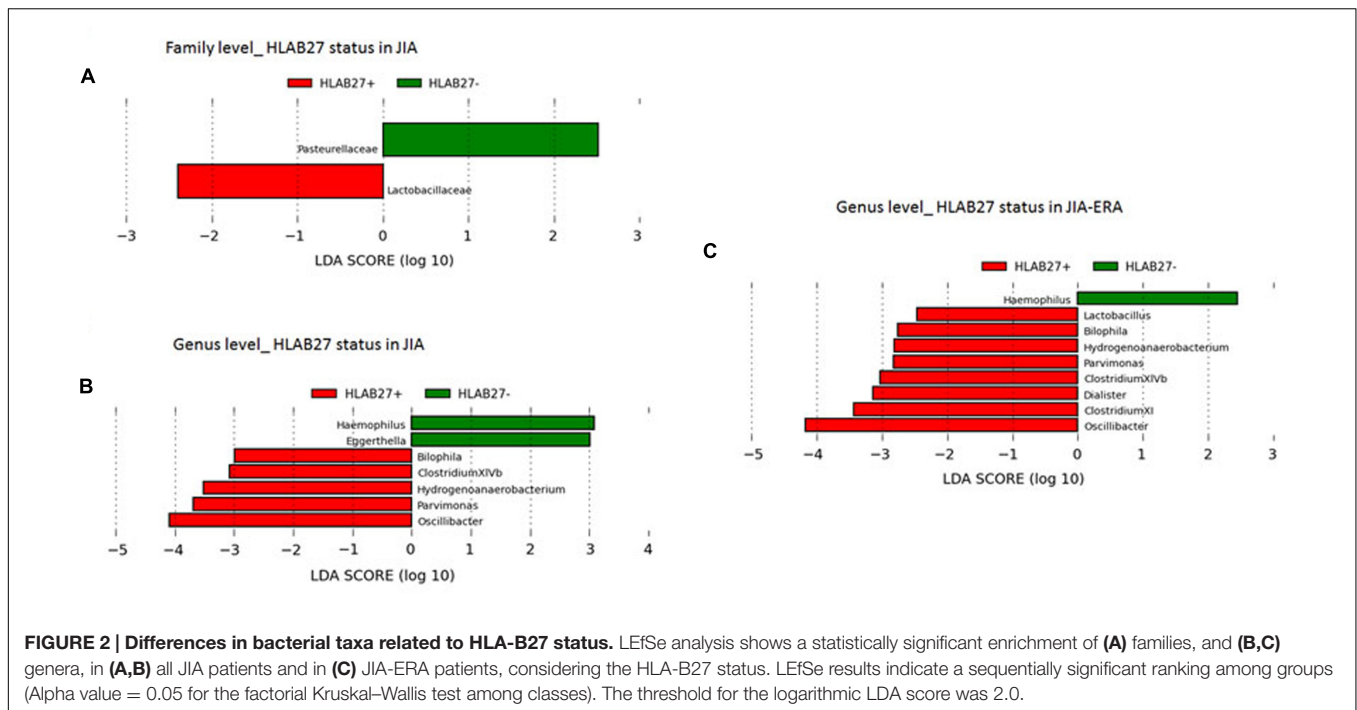 Family level_ HLAB27 status in JIA
A
HLAB27+ HLAB27-
Pasteurellaceae
Lactobacillaceae
−3 −2 −1 0 1 2 3
LDA SCORE (log 10)
Genus level_ HLAB27 status in JIA
B
HLAB27+ HLAB27-
Haemophilus
Eggerthella
Bilophila
ClostridiumXIVb
Hydrogenoanaerobacterium
Parvimonas
Oscillibacter
−5 −4 −3 −2 −1 0 1 2 3 4
LDA SCORE (log 10)
Genus level_ HLAB27 status in JIA-ERA
C
HLAB27+ HLAB27-
Haemophilus
Lactobacillus
Bilophila
Hydrogenoanaerobacterium
Parvimonas
ClostridiumXIVb
Dialister
ClostridiumXI
Oscillibacter
−5 −4 −3 −2 −1 0 1 2 3
LDA SCORE (log 10)
FIGURE 2 | Differences in bacterial taxa related to HLA-B27 status. LEfSe analysis shows a statistically significant enrichment of (A) families, and (B,C)
genera, in (A,B) all JIA patients and in (C) JIA-ERA patients, considering the HLA-B27 status. LEfSe results indicate a sequentially significant ranking among groups
(Alpha value = 0.05 for the factorial Kruskal–Wallis test among classes). The threshold for the logarithmic LDA score was 2.0.